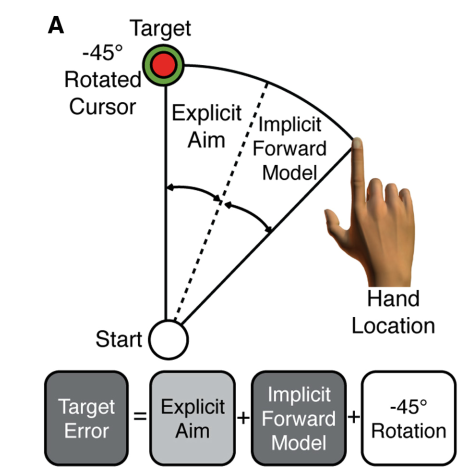 A
Target
-45°
Rotated
Cursor
Explicit
Aim
Implicit
Forward
Model
Start
Hand
Location
Target
Error
=
Explicit
Aim
+
Implicit
Forward
Model
+
-45°
Rotation